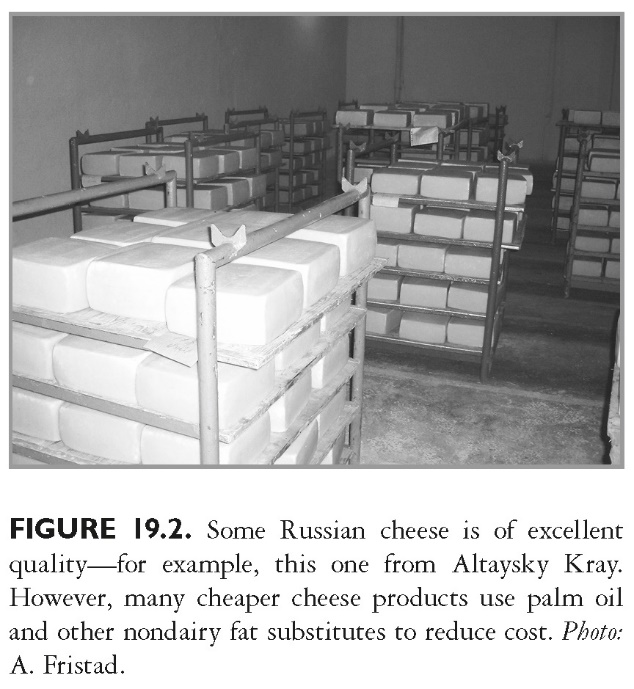 FIGURE 19.2. Some Russian cheese is of excellent
quality—for example, this one from Altaysky Kray.
However, many cheaper cheese products use palm oil
and other nondairy fat substitutes to reduce cost. Photo:
A. Fristad.